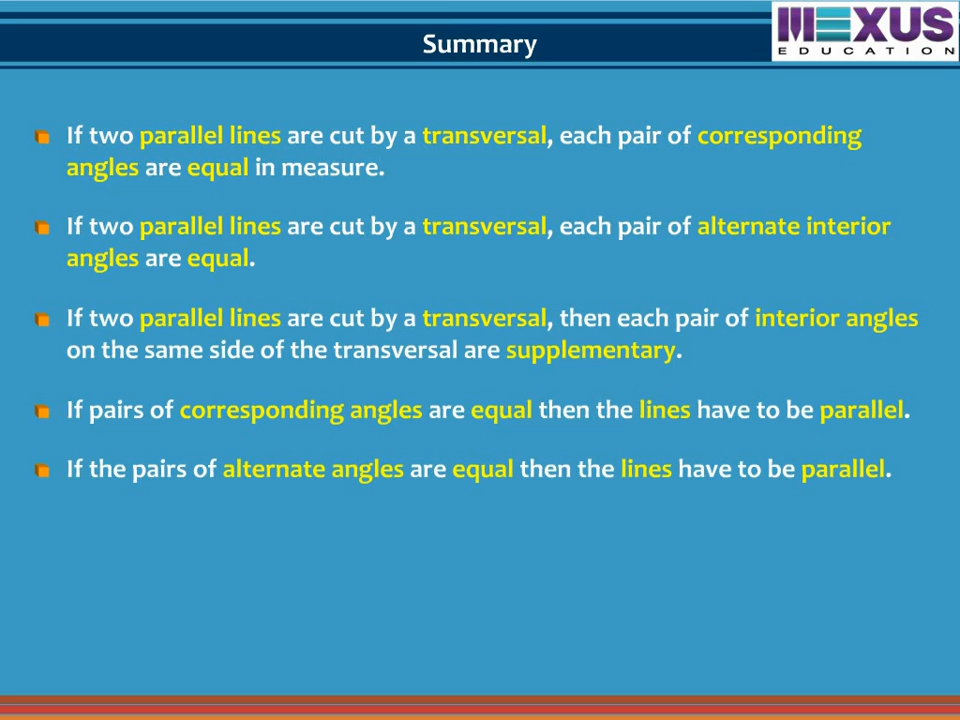 Summary
MEXUS
EDUCATION
If two parallel lines are cut by a transversal, each pair of corresponding
angles are equal in measure.
If two parallel lines are cut by a transversal, each pair of alternate interior
angles are equal.
If two parallel lines are cut by a transversal, then each pair of interior angles
on the same side of the transversal are supplementary.
If pairs of corresponding angles are equal then the lines have to be parallel.
If the pairs of alternate angles are equal then the lines have to be parallel.